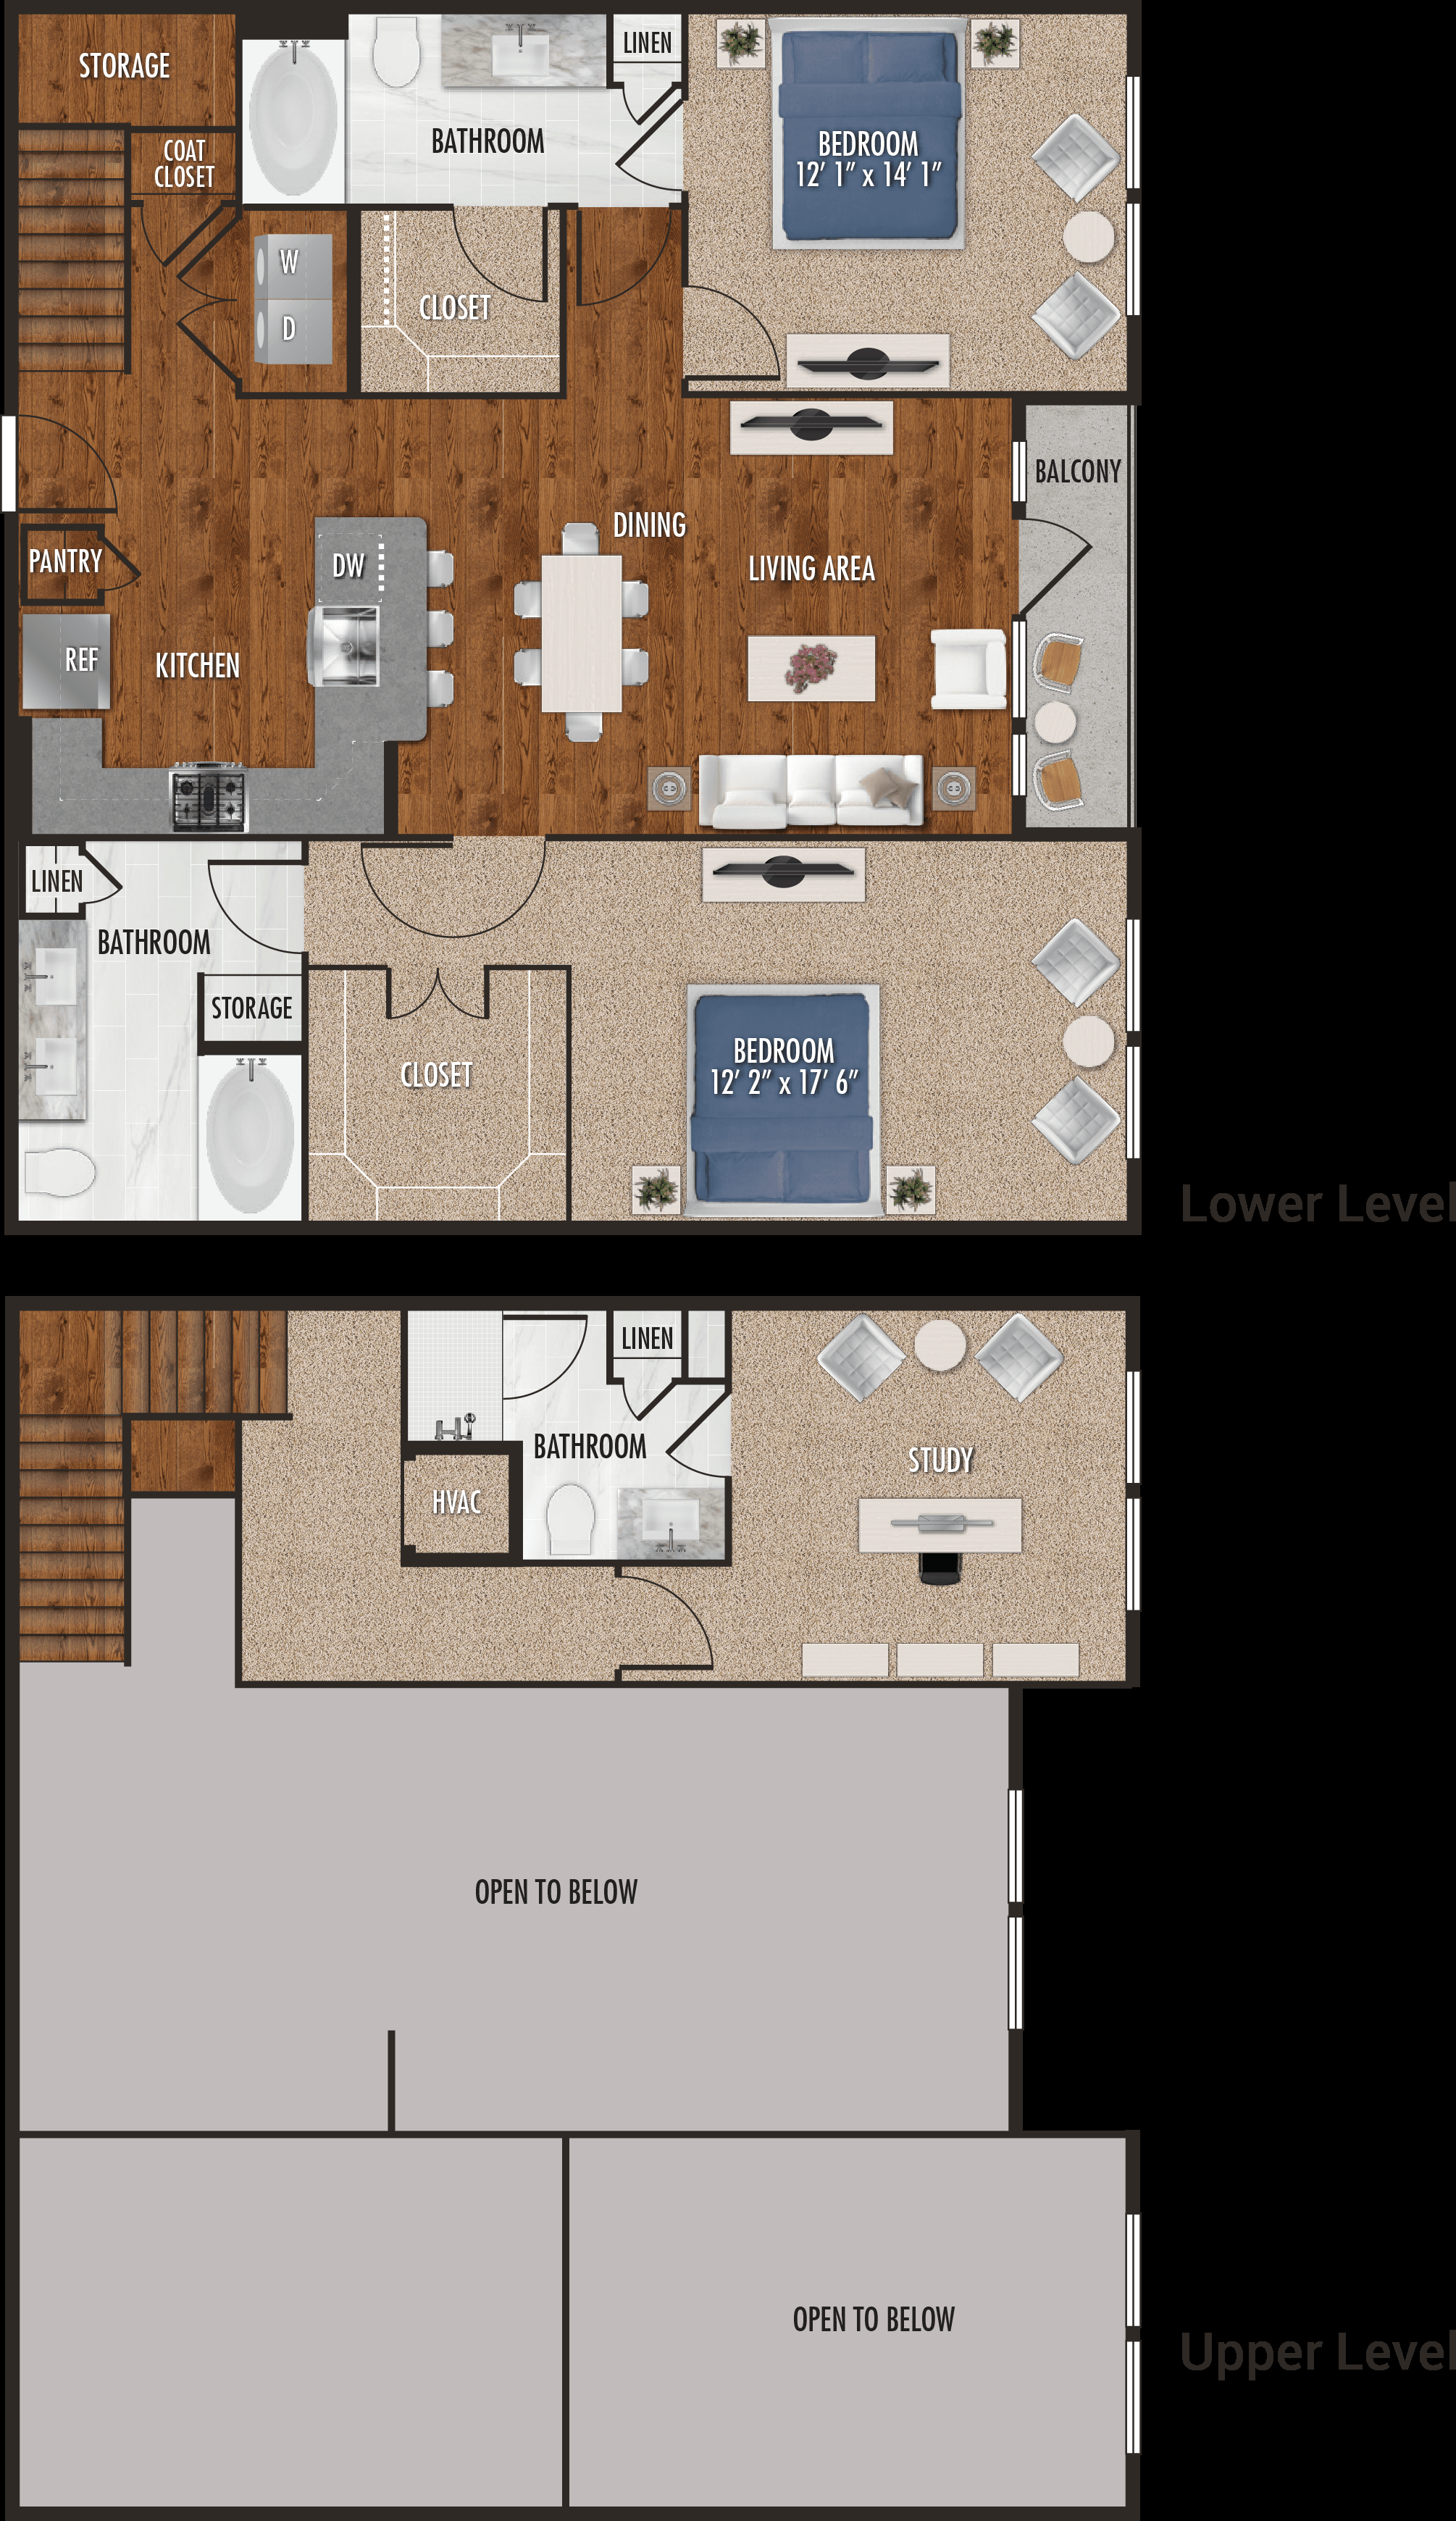 STORAGE
LINEN
COAT
CLOSET
BATHROOM
BEDROOM
12’ 1” x 14’ 1”
W
D
CLOSET
BALCONY
DINING
PANTRY
DW
LIVING AREA
REF
KITCHEN
LINEN
BATHROOM
STORAGE
CLOSET
BEDROOM
12’ 2” x 17’ 6”
Lower Level
LINEN
BATHROOM
STUDY
HVAC
OPEN TO BELOW
OPEN TO BELOW
Upper Level